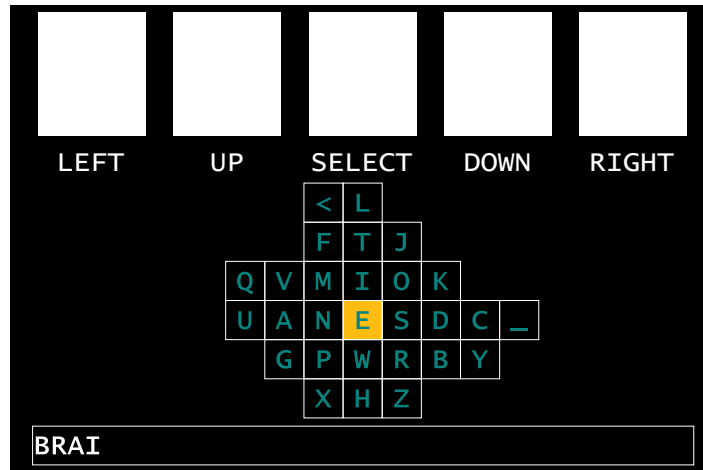 LEFT UP SELECT DOWN RIGHT
< L
F T J
Q V M I O K
U A N E S D C _
G P W R B Y
X H Z
BRAI